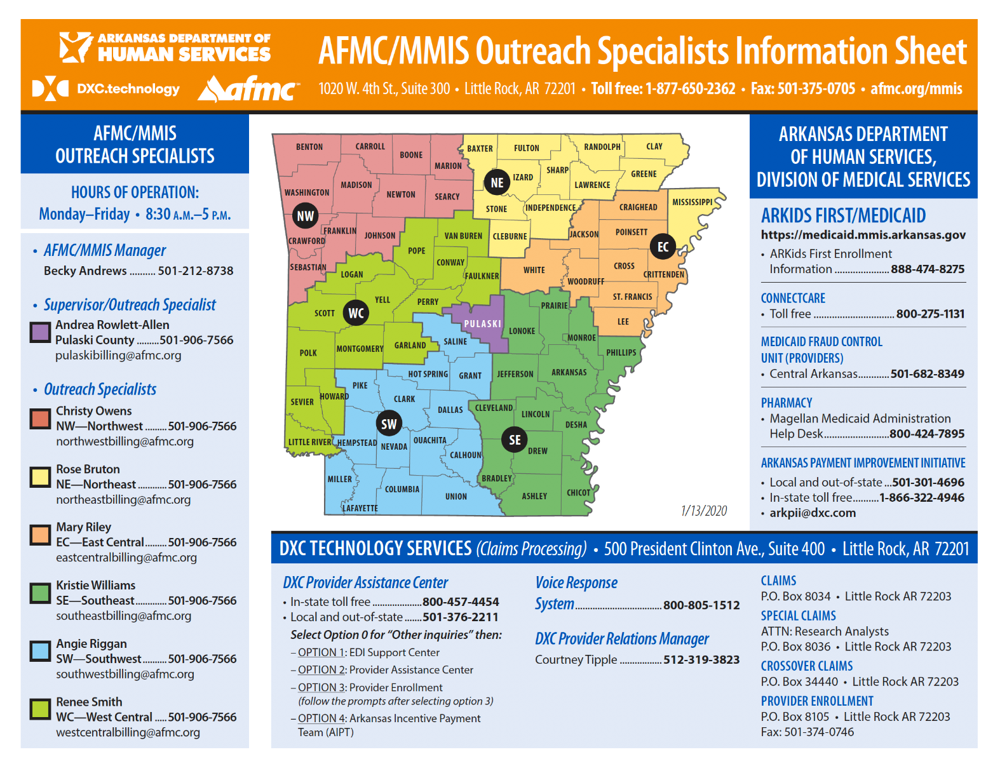 ARKANSAS DEPARTMENT OF
HUMAN SERVICES
DXC.technology
afmc™
AFMC/MMIS Outreach Specialists Information Sheet
1020 W. 4th St., Suite 300 • Little Rock, AR 72201 • Toll free: 1-877-650-2362 • Fax: 501-375-0705 • afmc.org/mmis
AFMC/MMIS
OUTREACH SPECIALISTS
HOURS OF OPERATION:
Monday–Friday • 8:30 A.M.–5 P.M.
• AFMC/MMIS Manager
Becky Andrews .......... 501-212-8738
• Supervisor/Outreach Specialist
Andrea Rowlett-Allen
Pulaski County .........501-906-7566
pulaskibilling@afmc.org
• Outreach Specialists
Christy Owens
NW—Northwest ......... 501-906-7566
northwestbilling@afmc.org
Rose Bruton
NE—Northeast ............ 501-906-7566
northeastbilling@afmc.org
Mary Riley
EC—East Central ......... 501-906-7566
eastcentralbilling@afmc.org
Kristie Williams
SE—Southeast ............. 501-906-7566
southeastbilling@afmc.org
Angie Riggan
SW—Southwest .......... 501-906-7566
southwestbilling@afmc.org
Renee Smith
WC—West Central ..... 501-906-7566
westcentralbilling@afmc.org
BENTON
CARROLL
BOONE
MARION
BAXTER
FULTON
RANDOLPH
CLAY
SHARP
GREENE
IZARD
NE
LAWRENCE
WASHINGTON
MADISON
NEWTON
SEARCY
STONE
INDEPENDENCE
CRAIGHEAD
MISSISSIPPI
NW
FRANKLIN
CRAWFORD
JOHNSON
VAN BUREN
CLEBURNE
JACKSON
POINSETT
EC
POPE
SEBASTIAN
LOGAN
CONWAY
FAULKNER
WHITE
WOODRUFF
CROSS
CRITTENDEN
SCOTT
WC
YELL
PERRY
PULASKI
PRAIRIE
ST. FRANCIS
LEE
LONOKE
MONROE
POLK
MONTGOMERY
GARLAND
SALINE
PHILLIPS
HOT SPRING
GRANT
JEFFERSON
ARKANSAS
PIKE
HOWARD
SEVIER
CLARK
DALLAS
CLEVELAND
LINCOLN
DESHA
SW
LITTLE RIVER
HEMPSTEAD
NEVADA
OUACHITA
CALHOUN
SE
DREW
MILLER
BRADLEY
COLUMBIA
UNION
ASHLEY
CHICOT
LAFAYETTE
1/13/2020
ARKANSAS DEPARTMENT
OF HUMAN SERVICES,
DIVISION OF MEDICAL SERVICES
ARKIDS FIRST/MEDICAID
https://medicaid.mmis.arkansas.gov
• ARKids First Enrollment
Information ..................... 888-474-8275
CONNECTCARE
• Toll free ............................... 800-275-1131
MEDICAID FRAUD CONTROL
UNIT (PROVIDERS)
• Central Arkansas............ 501-682-8349
PHARMACY
• Magellan Medicaid Administration
Help Desk.........................800-424-7895
ARKANSAS PAYMENT IMPROVEMENT INITIATIVE
• Local and out-of-state ...501-301-4696
• In-state toll free..........1-866-322-4946
• arkpii@dxc.com
DXC TECHNOLOGY SERVICES (Claims Processing) • 500 President Clinton Ave., Suite 400 • Little Rock, AR 72201
DXC Provider Assistance Center
• In-state toll free ...................800-457-4454
• Local and out-of-state .......501-376-2211
Select Option 0 for “Other inquiries” then:
– OPTION 1: EDI Support Center
– OPTION 2: Provider Assistance Center
– OPTION 3: Provider Enrollment
(follow the prompts after selecting option 3)
– OPTION 4: Arkansas Incentive Payment
Team (AIPT)
Voice Response
System................................. 800-805-1512
DXC Provider Relations Manager
Courtney Tipple ................ 512-319-3823
CLAIMS
P.O. Box 8034 • Little Rock AR 72203
SPECIAL CLAIMS
ATTN: Research Analysts
P.O. Box 8036 • Little Rock AR 72203
CROSSOVER CLAIMS
P.O. Box 34440 • Little Rock AR 72203
PROVIDER ENROLLMENT
P.O. Box 8105 • Little Rock AR 72203
Fax: 501-374-0746